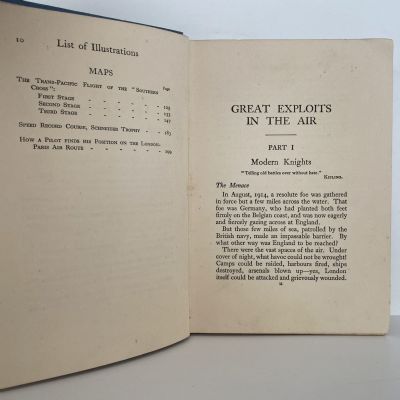 10 List of Illustrations
MAPS
Page
The Trans-Pacific Flight of the "Southern
Cross":
First Stage - - - - - 129
Second Stage - - - - - 133
Third Stage - - - - - 141
Speed Record Course, Schneider Trophy - - 183
How a Pilot finds his Position on the London-
Paris Air Route - - - - - 299
GREAT EXPLOITS
IN THE AIR
PART I
Modern Knights
"Telling old battles over without hate."
Kipling.
The Menace
In August, 1914, a resolute foe was gathered
in force but a few miles across the water. That
foe was Germany, who had planted both feet
firmly on the Belgian coast, and was now eagerly
and fiercely gazing across at England.
But those few miles of sea, patrolled by the
British navy, made an impassable barrier. By
what other way was England to be reached?
There were the vast spaces of the air. Under
cover of night, what havoc could not be wrought!
Camps could be raided, harbours fired, ships
destroyed, arsenals blown up—yes, London
itself could be attacked and grievously wounded.
11